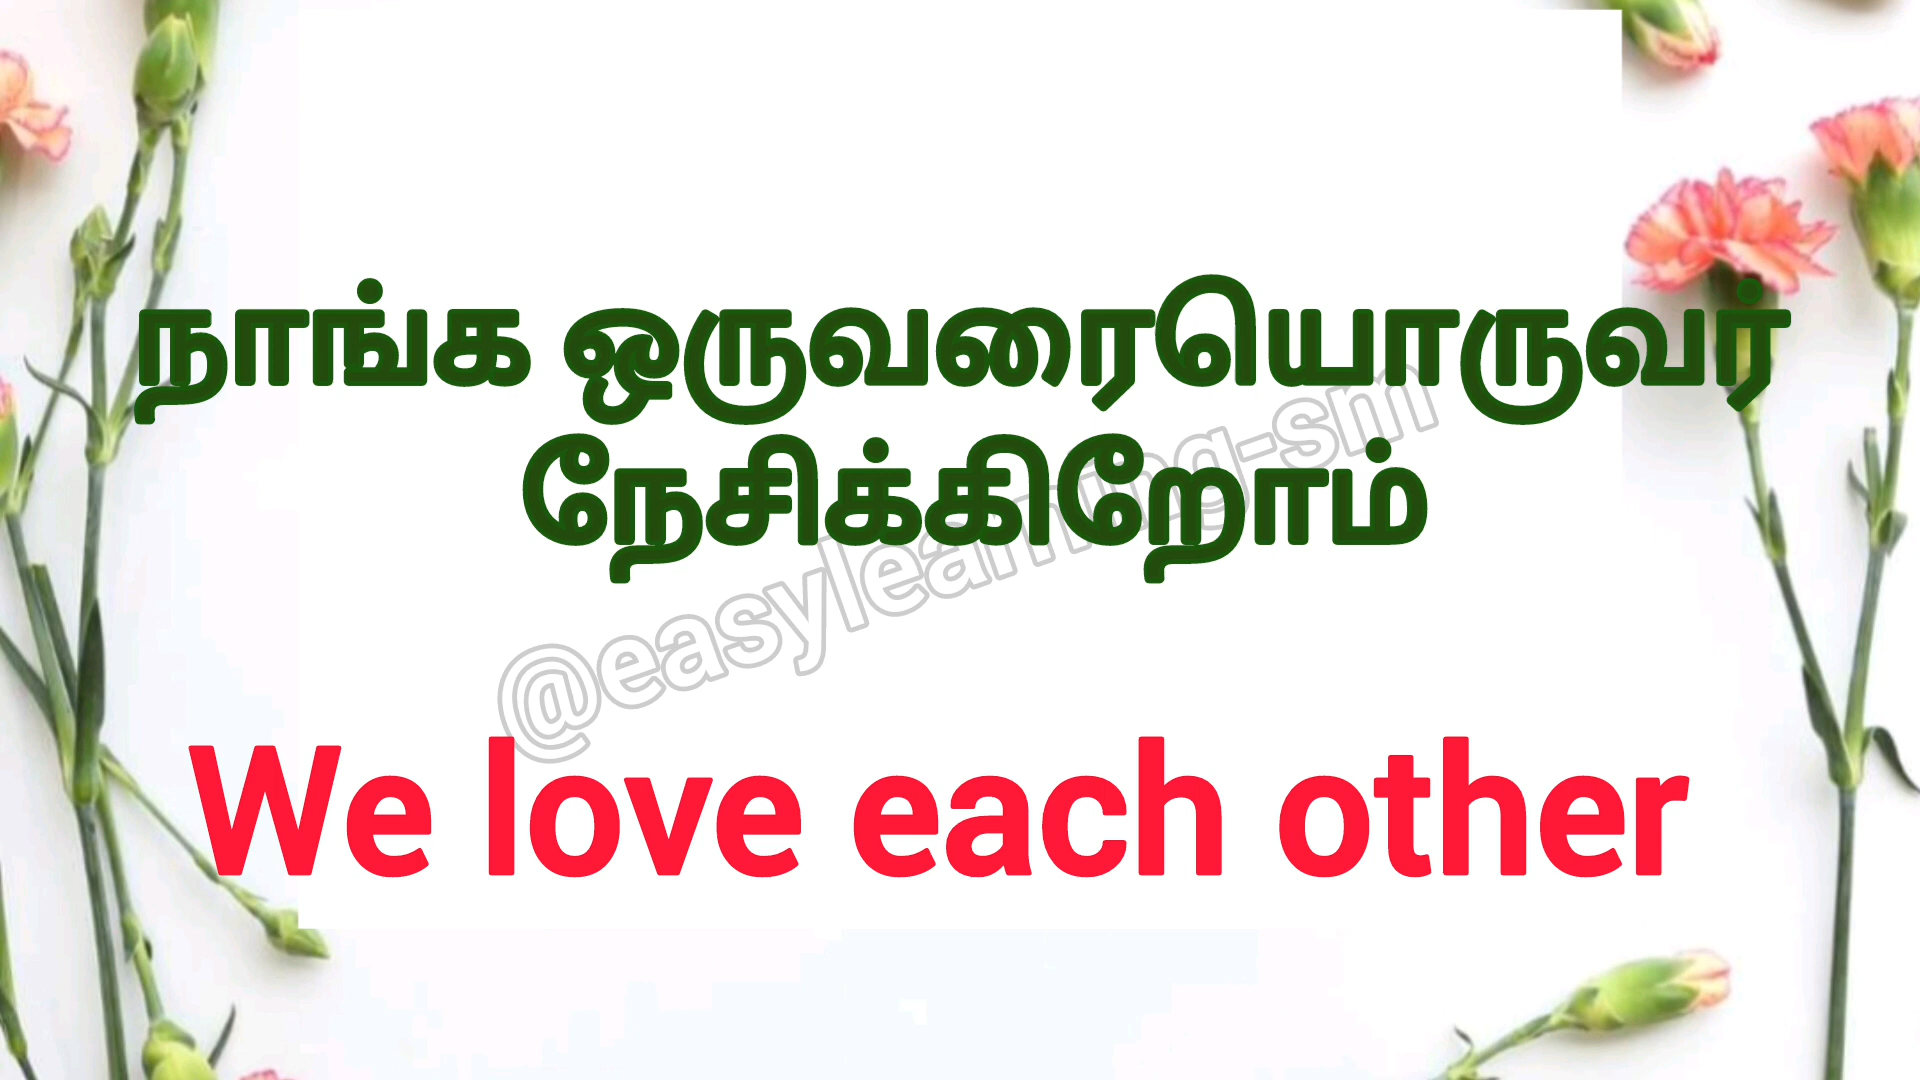 நாங்க ஒருவரையொருவர்
நேசிக்கிறோம்
@easylearning-sm
We love each other